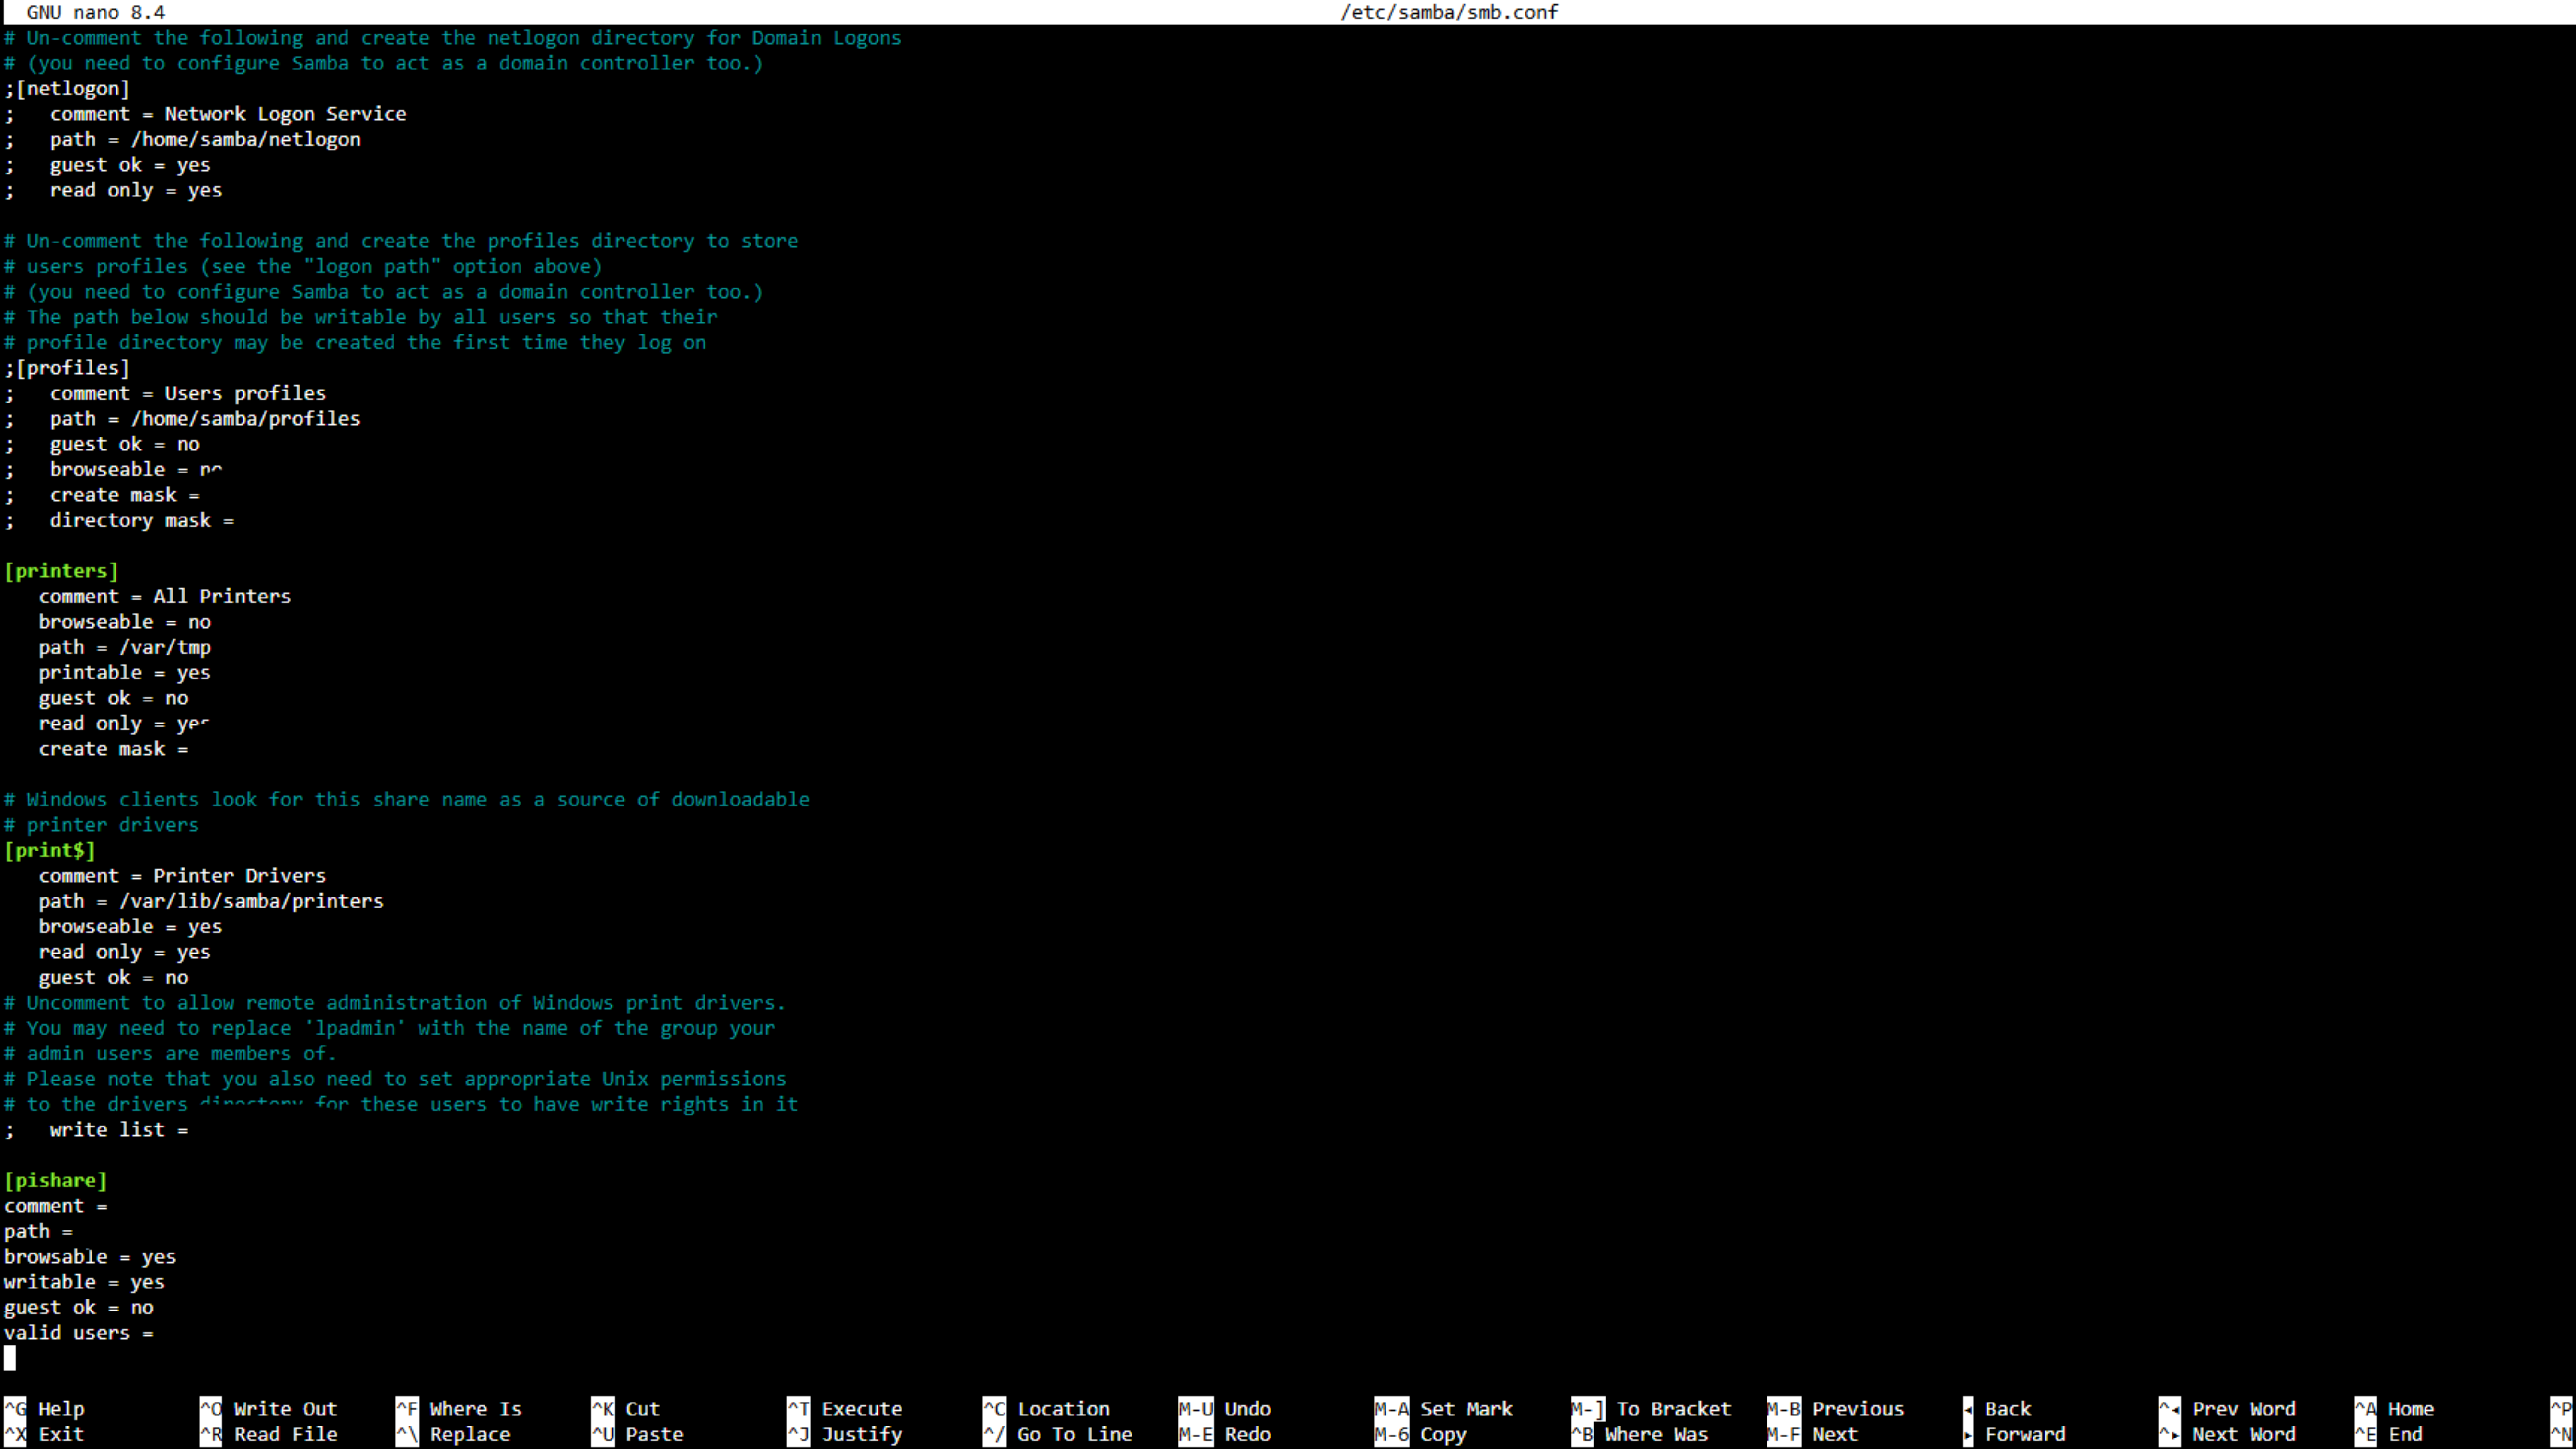 GNU nano 8.4 /etc/samba/smb.conf
# Un-comment the following and create the netlogon directory for Domain Logons
# (you need to configure Samba to act as a domain controller too.)
;[netlogon]
;   comment = Network Logon Service
;   path = /home/samba/netlogon
;   guest ok = yes
;   read only = yes
# Un-comment the following and create the profiles directory to store
# users profiles (see the "logon path" option above)
# (you need to configure Samba to act as a domain controller too.)
# The path below should be writable by all users so that their
# profile directory may be created the first time they log on
;[profiles]
;   comment = Users profiles
;   path = /home/samba/profiles
;   guest ok = no
;   browseable = no
;   create mask =
;   directory mask =
[printers]
   comment = All Printers
   browseable = no
   path = /var/tmp
   printable = yes
   guest ok = no
   read only = yes
   create mask =
# Windows clients look for this share name as a source of downloadable
# printer drivers
[print$]
   comment = Printer Drivers
   path = /var/lib/samba/printers
   browseable = yes
   read only = yes
   guest ok = no
# Uncomment to allow remote administration of Windows print drivers.
# You may need to replace 'lpadmin' with the name of the group your
# admin users are members of.
# Please note that you also need to set appropriate Unix permissions
# to the drivers directory for these users to have write rights in it
;   write list =
[pishare]
comment =
path =
browsable = yes
writable = yes
guest ok = no
valid users =
^G Help ^O Write Out ^F Where Is ^K Cut ^T Execute ^C Location M-U Undo M-A Set Mark M-] To Bracket M-B Previous ◂ Back ^◂ Prev Word ^A Home ^P
^X Exit ^R Read File ^\ Replace ^U Paste ^J Justify ^/ Go To Line M-E Redo M-6 Copy ^B Where Was M-F Next ▸ Forward ^▸ Next Word ^E End ^N